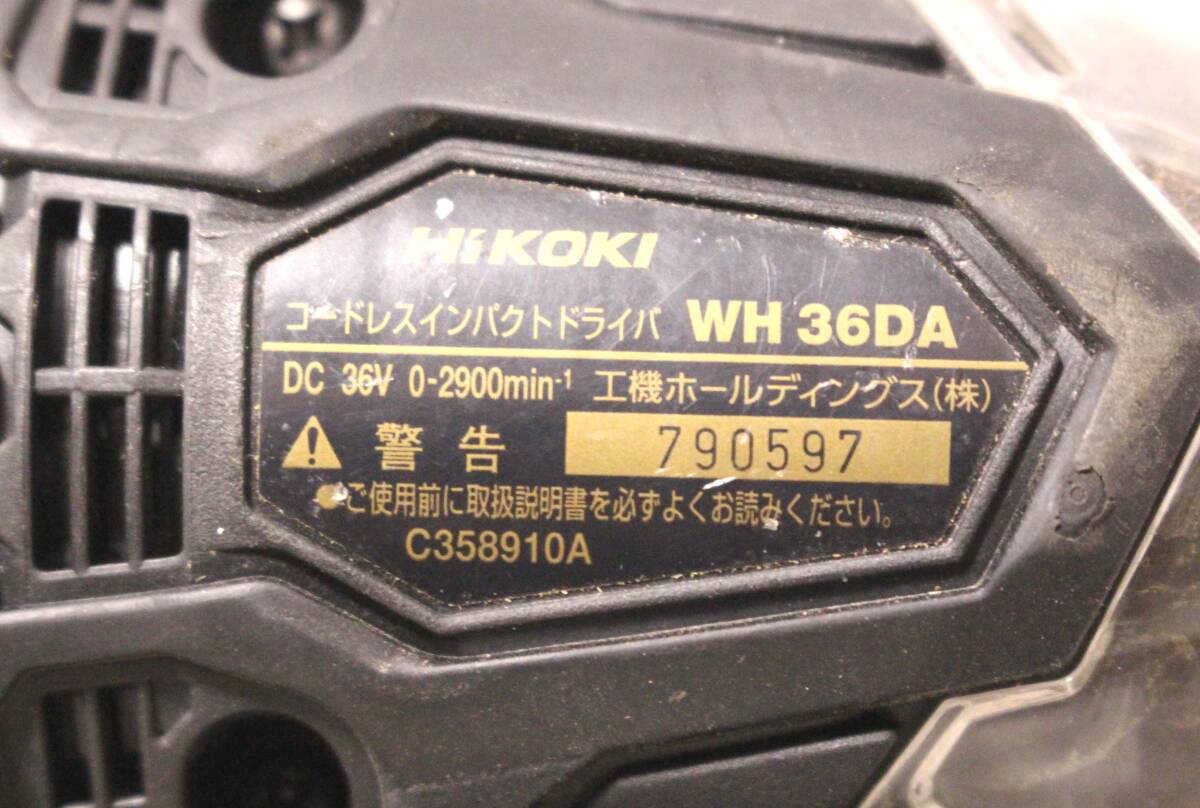 HiKOKI
コードレスインパクトドライバ WH 36DA
DC 36V 0-2900min-1 工機ホールディングス(株)
警告 790597
●ご使用前に取扱説明書を必ずよくお読みください。
C358910A